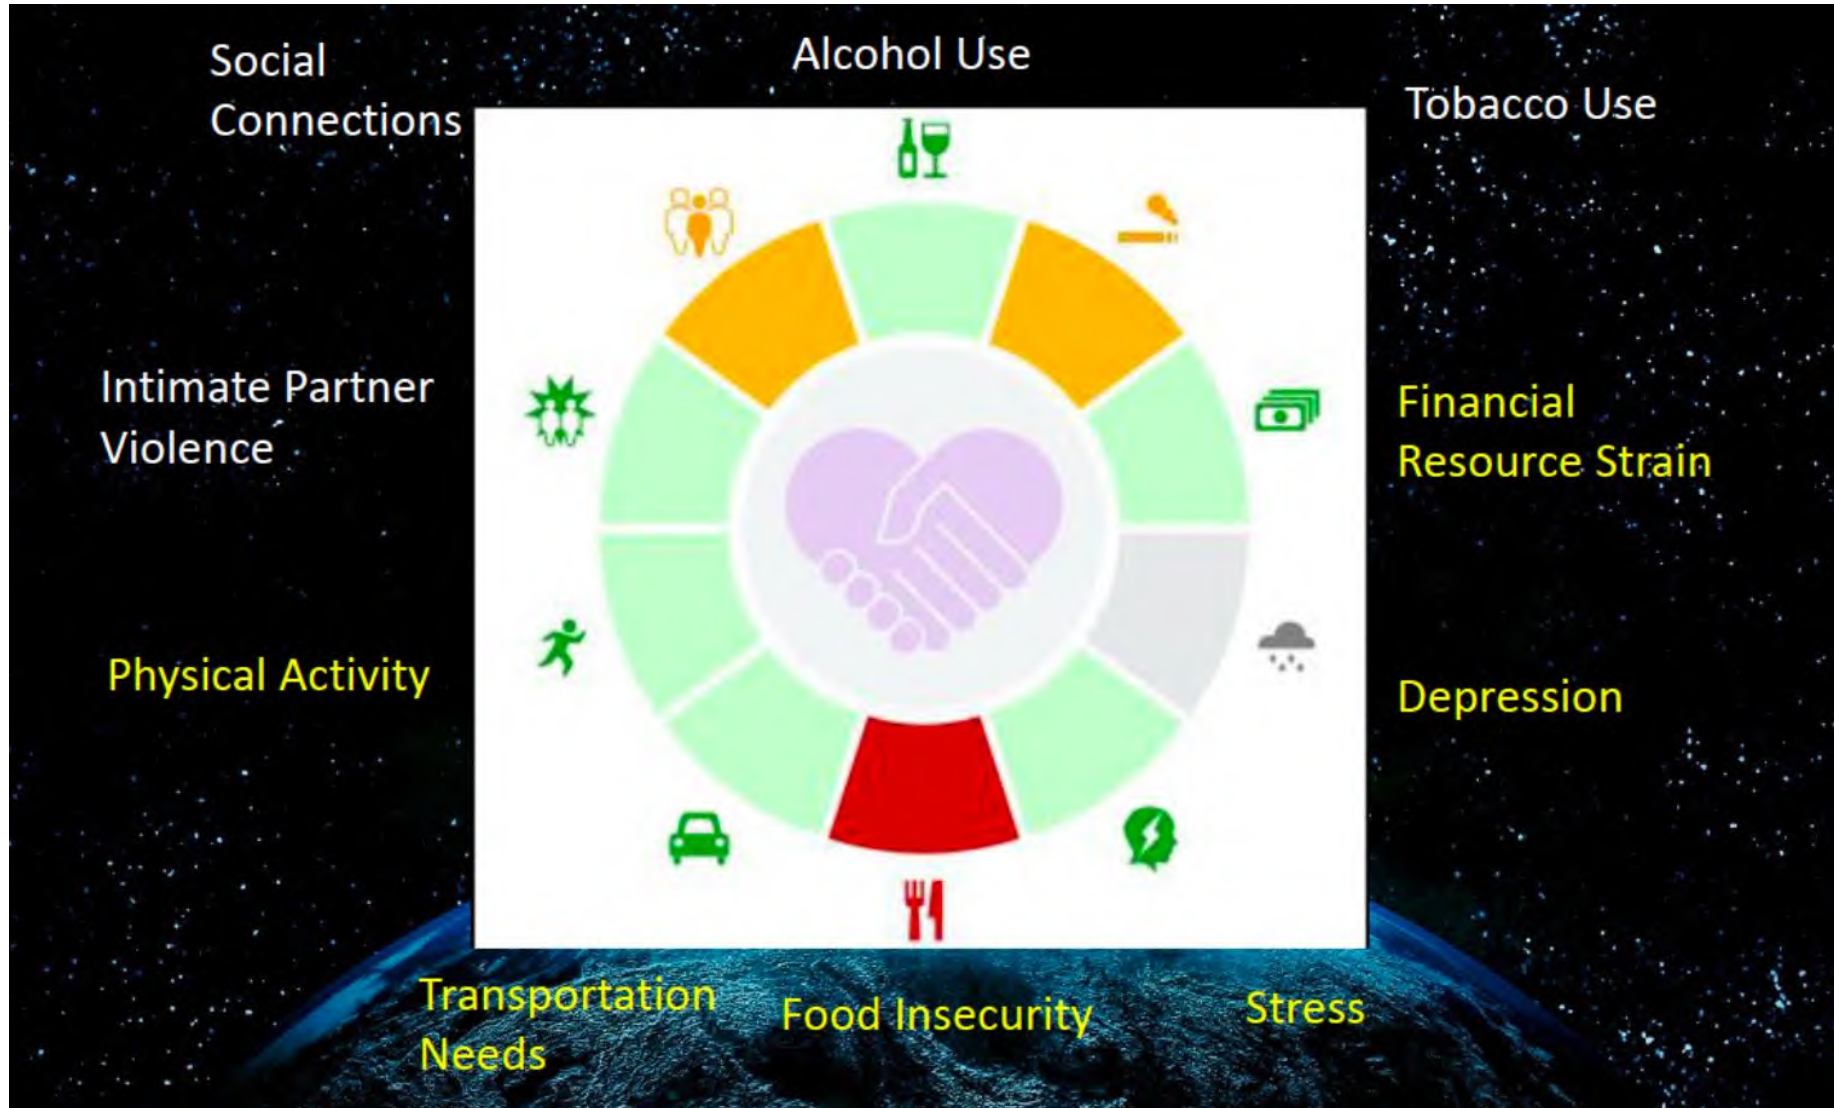 Alcohol Use
Social
Connections
Tobacco Use
Intimate Partner
Violence
Financial
Resource Strain
Physical Activity
Depression
Transportation
Needs
Food Insecurity
Stress